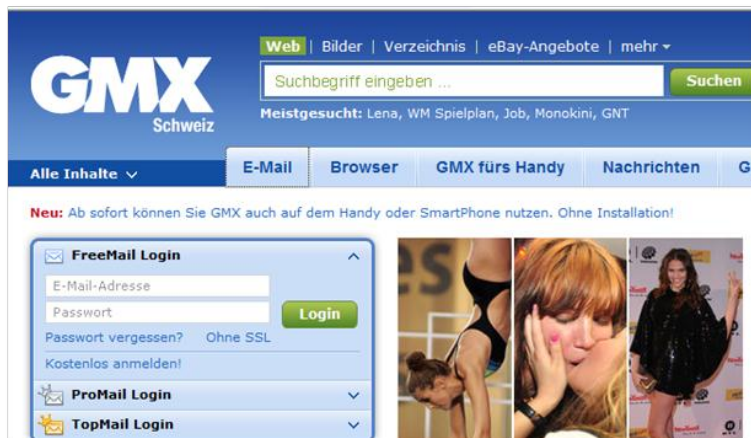 Web | Bilder | Verzeichnis | eBay-Angebote | mehr
GMX
Schweiz
Suchbegriff eingeben ...
Suchen
Meistgesucht: Lena, WM Spielplan, Job, Monokini, GNT
Alle Inhalte
E-Mail
Browser
GMX fürs Handy
Nachrichten
G
Neu: Ab sofort können Sie GMX auch auf dem Handy oder SmartPhone nutzen. Ohne Installation!
FreeMail Login
E-Mail-Adresse
Passwort
Login
Passwort vergessen? Ohne SSL
Kostenlos anmelden!
ProMail Login
TopMail Login